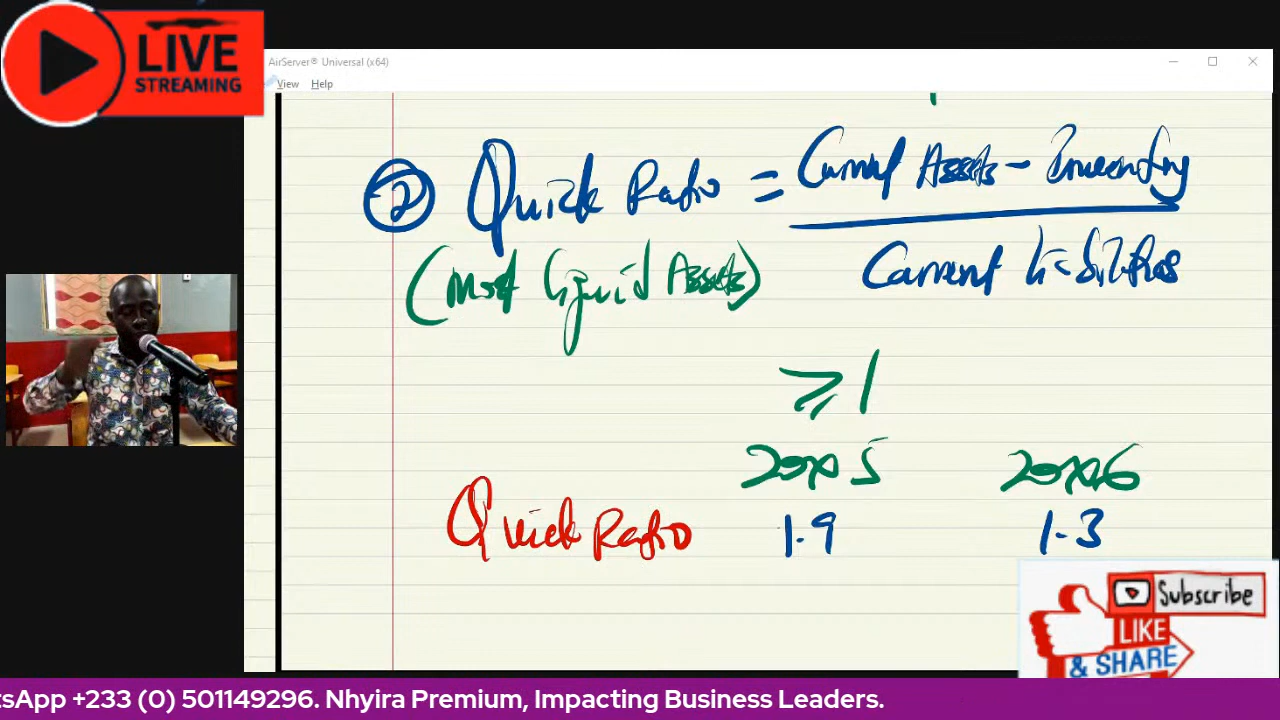 LIVE
STREAMING
AirServer® Universal (x64)
View Help
2 Quick Ratio = Current Assets - Inventory
Current Liabilities
(Most Liquid Assets)
≥ 1
20x5 20x6
Quick Ratio 1.9 1.3
Subscribe
LIKE
& SHARE
tsApp +233 (0) 501149296. Nhyira Premium, Impacting Business Leaders.